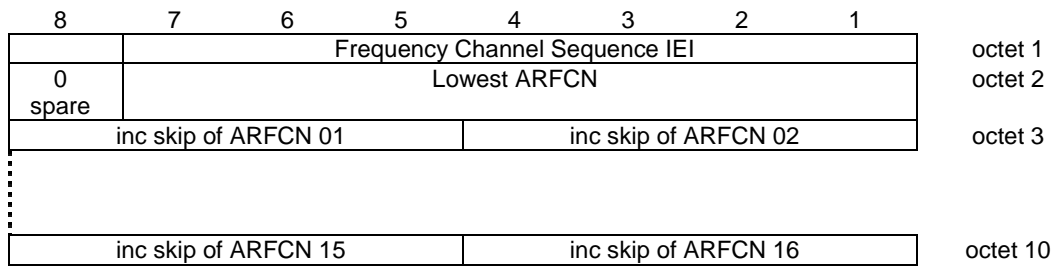 8 7 6 5 4 3 2 1
Frequency Channel Sequence IEI octet 1
0 Lowest ARFCN octet 2
spare
inc skip of ARFCN 01 inc skip of ARFCN 02 octet 3
inc skip of ARFCN 15 inc skip of ARFCN 16 octet 10